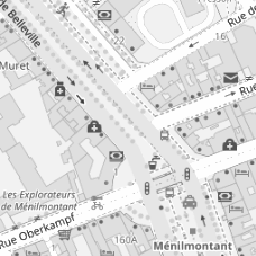 de Belleville
Rue de
16
Muret
Rue
Les Explorateurs
de Ménilmontant
Rue Oberkampf
160A
Ménilmontant